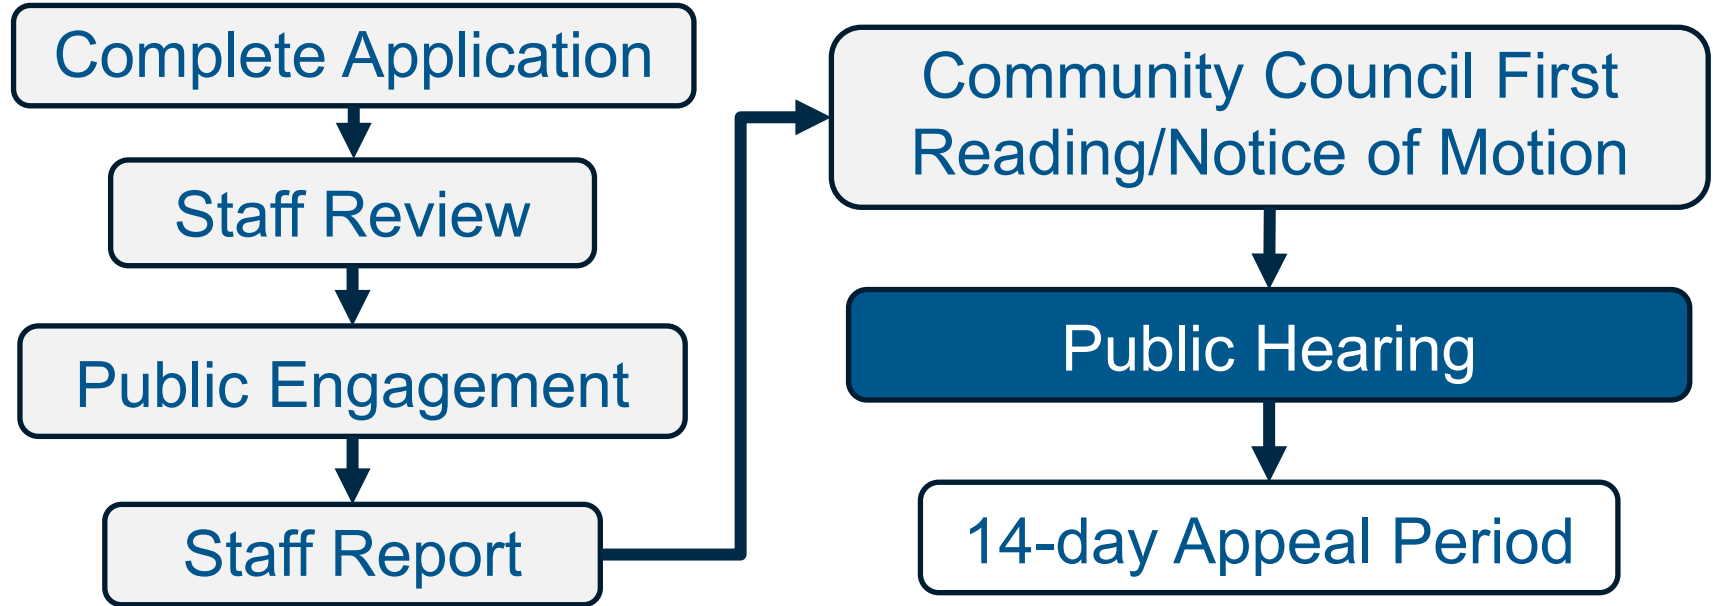 Complete Application
Staff Review
Public Engagement
Staff Report
Community Council First
Reading/Notice of Motion
Public Hearing
14-day Appeal Period